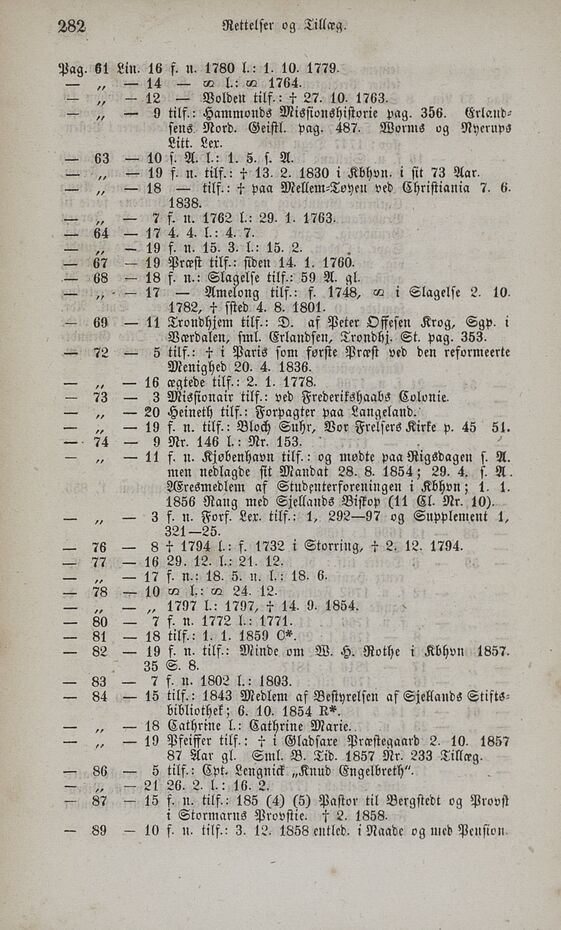 282 Rettelser og Tillæg.
Pag. 61 Lin. 16 f. n. 1780 l.: 1. 10. 1779.
— „ — 14 — ∞ l.: ∞ 1764.
— „ — 12 — Volden tilf.: † 27. 10. 1763.
— „ — 9 tilf.: Hammonds Missionshistorie pag. 356. Erland-
sens Nord. Geistl. pag. 487. Worms og Nyerups
Litt. Lex.
— 63 — 10 s. A. l.: 1. 5. s. A.
— „ — 19 f. n. tilf.: † 13. 2. 1830 i Kbhvn. i sit 73 Aar.
— „ — 18 — tilf.: † paa Mellem-Tøyen ved Christiania 7. 6.
1838.
— „ — 7 f. n. 1762 l.: 29. 1. 1763.
— 64 — 17 4. 4. l.: 4. 7.
— „ — 19 f. n. 15. 3. l.: 15. 2.
— 67 — 19 Præst tilf.: siden 14. 1. 1760.
— 68 — 18 f. n.: Slagelse tilf.: 59 A. gl.
— „ — 17 — Amelong tilf.: f. 1748, ∞ i Slagelse 2. 10.
1782, † sstd 4. 8. 1801.
— 69 — 11 Trondhjem tilf.: D. af Peter Offesen Krog, Sgp. i
Værdalen, sml. Erlandsen, Trondhj. St. pag. 353.
— 72 — 5 tilf.: † i Paris som første Præst ved den reformeerte
Menighed 20. 4. 1836.
— „ — 16 ægtede tilf.: 2. 1. 1778.
— 73 — 3 Missionair tilf.: ved Frederikshaabs Colonie.
— „ — 20 Heineth tilf.: Forpagter paa Langeland.
— „ — 19 f. n. tilf.: Bloch Suhr, Vor Frelsers Kirke p. 45 51.
— 74 — 9 Nr. 146 l.: Nr. 153.
— „ — 11 f. n. Kjøbenhavn tilf.: og mødte paa Rigsdagen s. A.
men nedlagde sit Mandat 28. 8. 1854; 29. 4. s. A.
Æresmedlem af Studenterforeningen i Kbhvn; 1. 1.
1856 Rang med Sjellands Biskop (11 Cl. Nr. 10).
— „ — 3 f. n. Fors. Lex. tilf.: 1, 292—97 og Supplement 1,
321—25.
— 76 — 8 † 1794 l.: f. 1732 i Storring, † 2. 12. 1794.
— 77 — 16 29. 12. l.: 21. 12.
— „ — 17 f. n.: 18. 5. n. l.: 18. 6.
— 78 — 10 ∞ l.: ∞ 24. 12.
— „ — „ 1797 l.: 1797, † 14. 9. 1854.
— 80 — 7 f. n. 1772 l.: 1771.
— 81 — 18 tilf.: 1. 1. 1859 C*.
— 82 — 19 f. n. tilf.: Minde om W. H. Rothe i Kbhvn 1857.
35 S. 8.
— 83 — 7 f. n. 1802 l.: 1803.
— 84 — 15 tilf.: 1843 Medlem af Bestyrelsen af Sjellands Stifts-
bibliothek; 6. 10. 1854 R*.
— „ — 18 Cathrine l.: Cathrine Marie.
— „ — 19 Pfeiffer tilf.: † i Gladsaxe Præstegaard 2. 10. 1857
87 Aar gl. Sml. B. Tid. 1857 Nr. 233 Tillæg.
— 86 — 5 tilf.: Cpt. Lengnick „Knud Engelbreth“.
— „ — 21 26. 2. l.: 16. 2.
— 87 — 15 f. n. tilf.: 185 (4) (5) Pastor til Bergstedt og Provst
i Stormarns Provstie. † 2. 1858.
— 89 — 10 f. n. tilf.: 3. 12. 1858 entled. i Naade og med Pension.